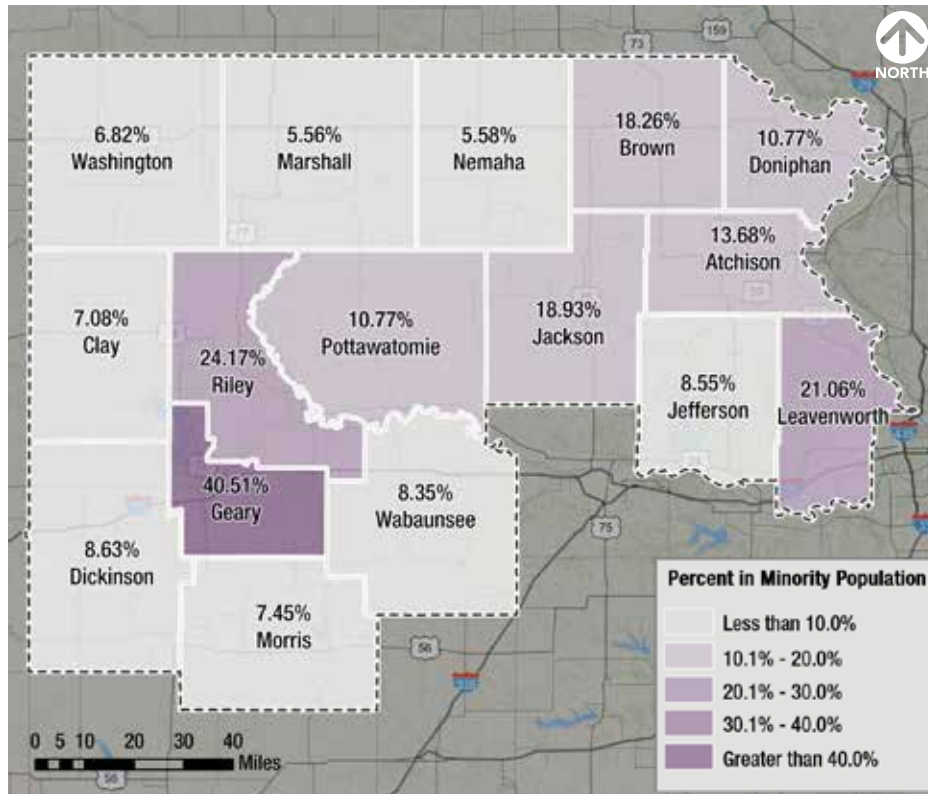 159
73
NORTH
6.82%
Washington
5.56%
Marshall
5.58%
Nemaha
18.26%
Brown
10.77%
Doniphan
13.68%
Atchison
77
7.08%
Clay
24.17%
Riley
10.77%
Pottawatomie
18.93%
Jackson
8.55%
Jefferson
21.06%
Leavenworth
40.51%
Geary
8.35%
Wabaunsee
8.63%
Dickinson
7.45%
Morris
75
56
56
Percent in Minority Population
Less than 10.0%
10.1% - 20.0%
20.1% - 30.0%
30.1% - 40.0%
Greater than 40.0%
0 5 10 20 30 40
Miles